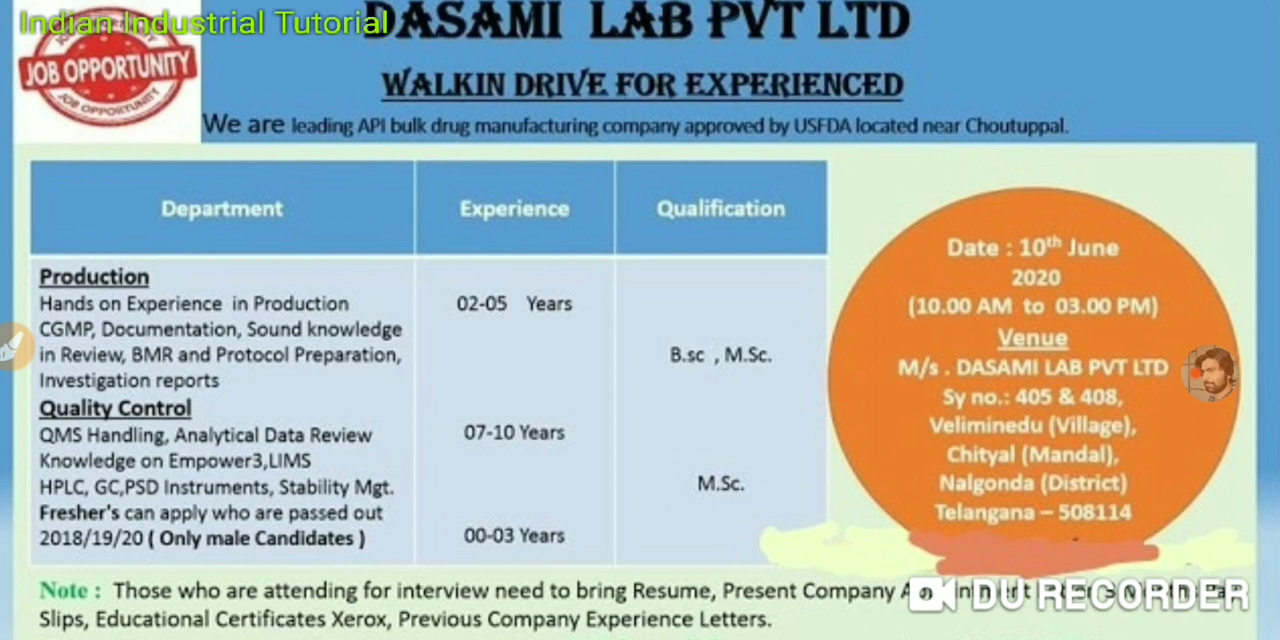 Indian Industrial Tutorial
DASAMI LAB PVT LTD
JOB OPPORTUNITY
JOB OPPORTUNITY
WALKIN DRIVE FOR EXPERIENCED
We are leading API bulk drug manufacturing company approved by USFDA located near Choutuppal.
Department Experience Qualification
Production
Hands on Experience in Production 02-05 Years
CGMP, Documentation, Sound knowledge
in Review, BMR and Protocol Preparation, B.sc , M.Sc.
Investigation reports
Quality Control
QMS Handling, Analytical Data Review 07-10 Years
Knowledge on Empower3,LIMS
HPLC, GC,PSD Instruments, Stability Mgt. M.Sc.
Fresher's can apply who are passed out
2018/19/20 ( Only male Candidates ) 00-03 Years
Date : 10th June
2020
(10.00 AM to 03.00 PM)
Venue
M/s . DASAMI LAB PVT LTD
Sy no.: 405 & 408,
Veliminedu (Village),
Chityal (Mandal),
Nalgonda (District)
Telangana – 508114
Note : Those who are attending for interview need to bring Resume, Present Company
Slips, Educational Certificates Xerox, Previous Company Experience Letters.
DU RECORDER